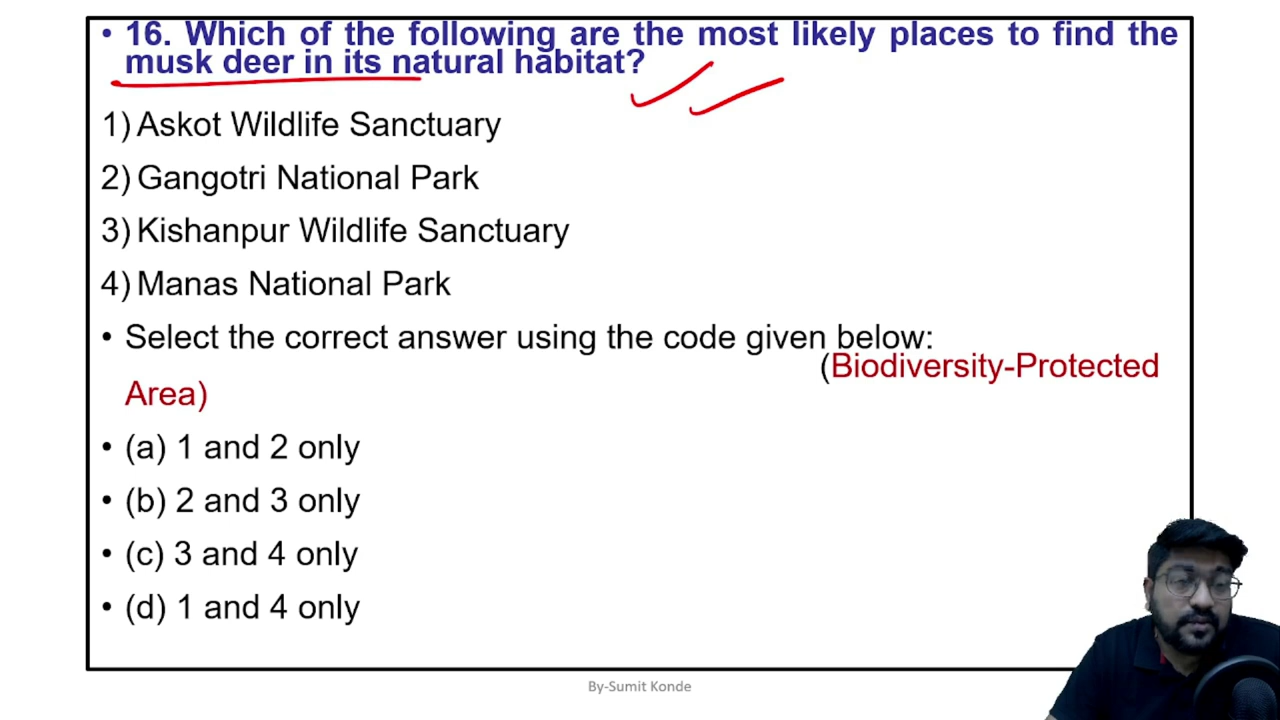 • 16. Which of the following are the most likely places to find the
musk deer in its natural habitat?
1) Askot Wildlife Sanctuary
2) Gangotri National Park
3) Kishanpur Wildlife Sanctuary
4) Manas National Park
• Select the correct answer using the code given below:
(Biodiversity-Protected
Area)
• (a) 1 and 2 only
• (b) 2 and 3 only
• (c) 3 and 4 only
• (d) 1 and 4 only
By-Sumit Konde